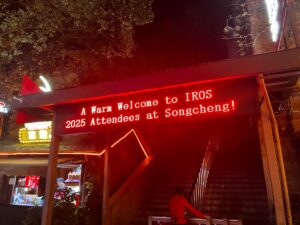 A Warm Welcome to IROS
2025 Attendees at Songcheng!